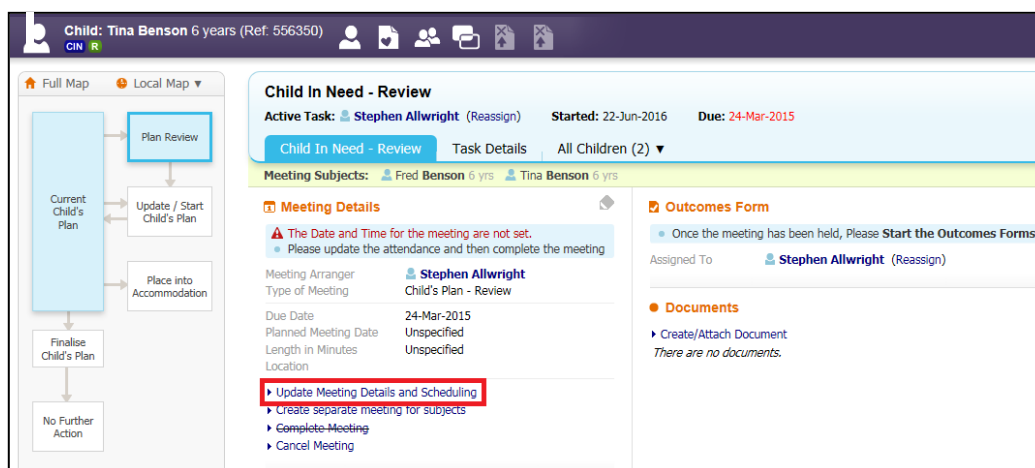 Child: Tina Benson 6 years (Ref: 556350)
CIN R
Full Map Local Map ▼
Current Child's Plan
Plan Review
Update / Start Child's Plan
Place into Accommodation
Finalise Child's Plan
No Further Action
Child In Need - Review
Active Task: Stephen Allwright (Reassign) Started: 22-Jun-2016 Due: 24-Mar-2015
Child In Need - Review Task Details All Children (2) ▼
Meeting Subjects: Fred Benson 6 yrs Tina Benson 6 yrs
Meeting Details
The Date and Time for the meeting are not set.
Please update the attendance and then complete the meeting
Meeting Arranger Stephen Allwright
Type of Meeting Child's Plan - Review
Due Date 24-Mar-2015
Planned Meeting Date Unspecified
Length in Minutes Unspecified
Location
Update Meeting Details and Scheduling
Create separate meeting for subjects
Complete Meeting
Cancel Meeting
Outcomes Form
Once the meeting has been held, Please Start the Outcomes Forms
Assigned To Stephen Allwright (Reassign)
Documents
Create/Attach Document
There are no documents.